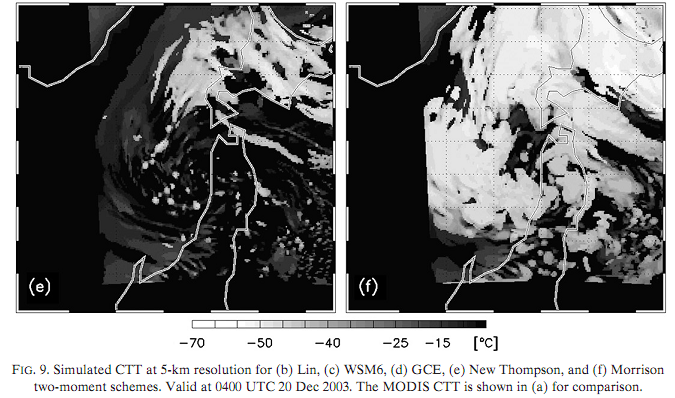 (e)
(f)
−70 −50 −40 −25 −15 [°C]
FIG. 9. Simulated CTT at 5-km resolution for (b) Lin, (c) WSM6, (d) GCE, (e) New Thompson, and (f) Morrison
two-moment schemes. Valid at 0400 UTC 20 Dec 2003. The MODIS CTT is shown in (a) for comparison.